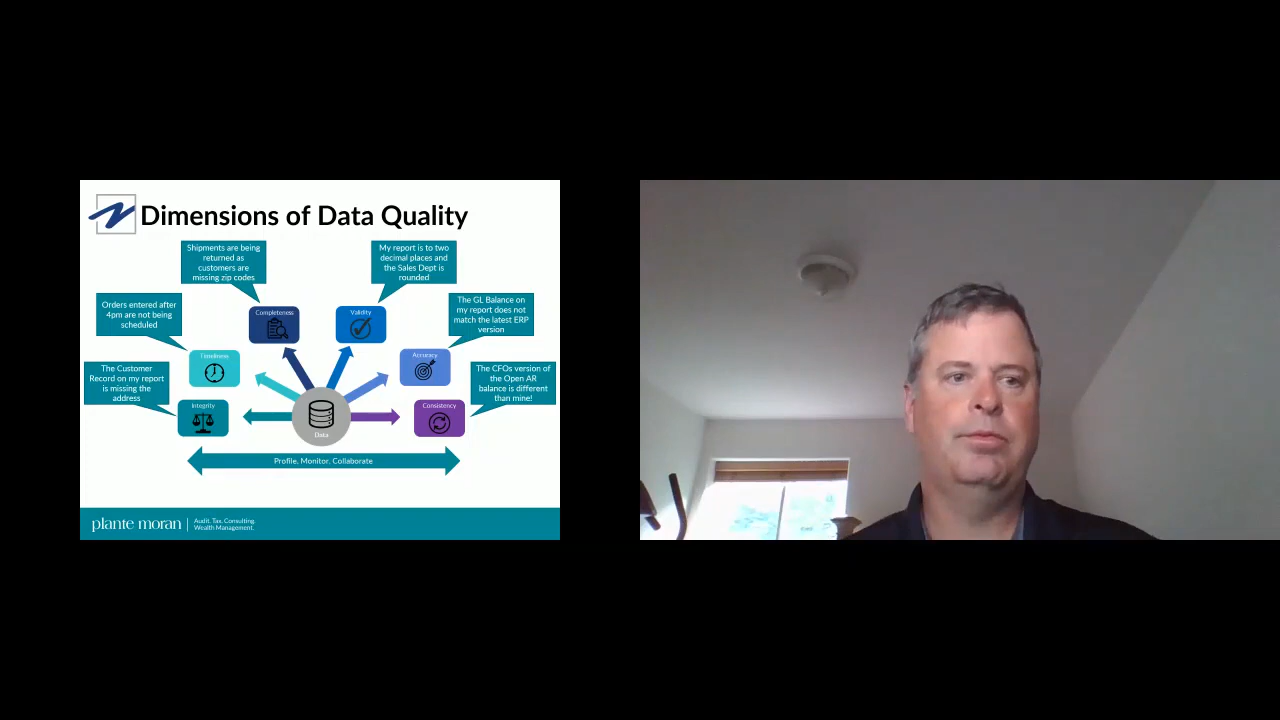 Dimensions of Data Quality
Shipments are being
returned as
customers are
missing zip codes
My report is to two
decimal places and
the Sales Dept is
rounded
Orders entered after
4pm are not being
scheduled
The GL Balance on
my report does not
match the latest ERP
version
Completeness
Validity
Timeliness
Accuracy
The Customer
Record on my report
is missing the
address
The CFOs version of
the Open AR
balance is different
than mine!
Integrity
Consistency
Data
Profile, Monitor, Collaborate
plante moran
Audit. Tax. Consulting.
Wealth Management.